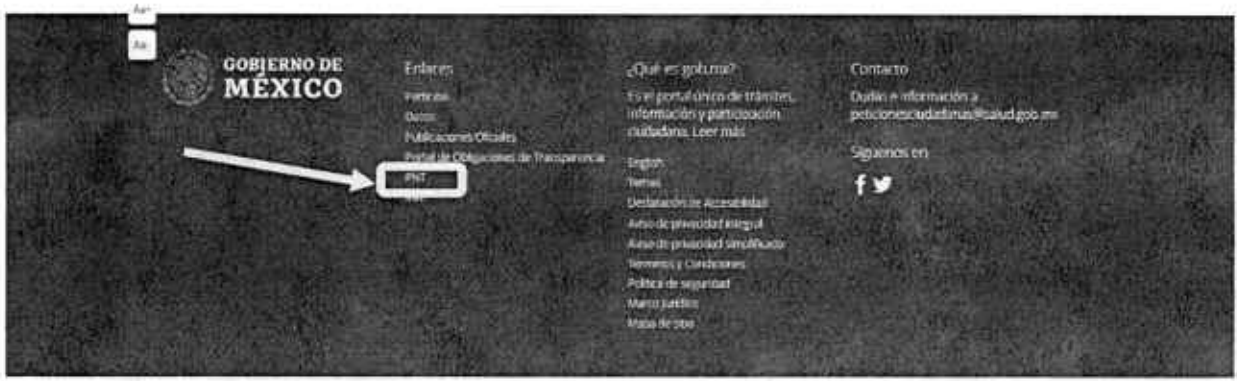 Aa+
Aa-
GOBIERNO DE
MÉXICO
Enlaces
Participa
Datos
Publicaciones Oficiales
Portal de Obligaciones de Transparencia
PNT
¿Qué es gob.mx?
Es el portal único de trámites,
información y participación
ciudadana. Leer más
English
Temas
Declaración de Accesibilidad
Aviso de privacidad integral
Aviso de privacidad simplificado
Términos y Condiciones
Política de seguridad
Marco jurídico
Mapa de sitio
Contacto
Dudas e información a
peticionesciudadanas@salud.gob.mx
Síguenos en